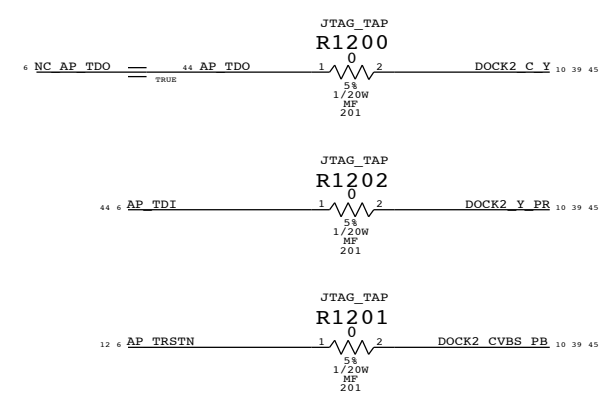 JTAG_TAP
R1200
0
6 NC_AP_TDO 44 AP_TDO 1 2 DOCK2_C_Y 10 39 45
TRUE
5%
1/20W
MF
201
JTAG_TAP
R1202
0
44 6 AP_TDI 1 2 DOCK2_Y_PR 10 39 45
5%
1/20W
MF
201
JTAG_TAP
R1201
0
12 6 AP_TRSTN 1 2 DOCK2_CVBS_PB 10 39 45
5%
1/20W
MF
201